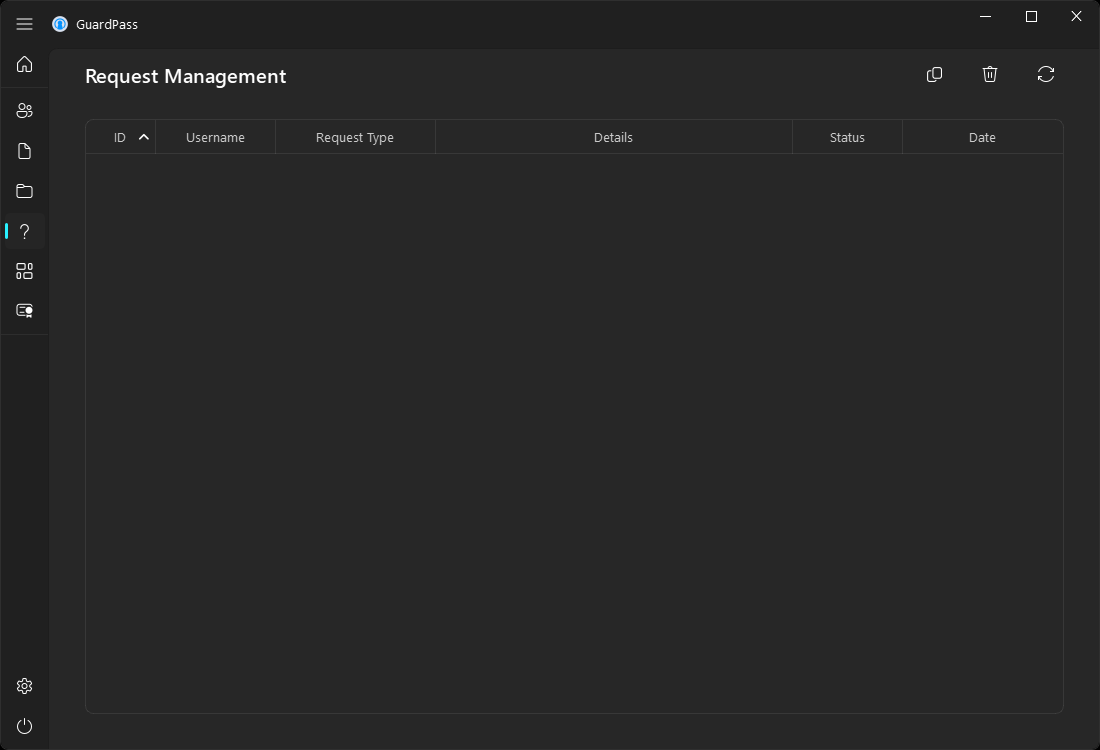 GuardPass
Request Management
ID Username Request Type Details Status Date